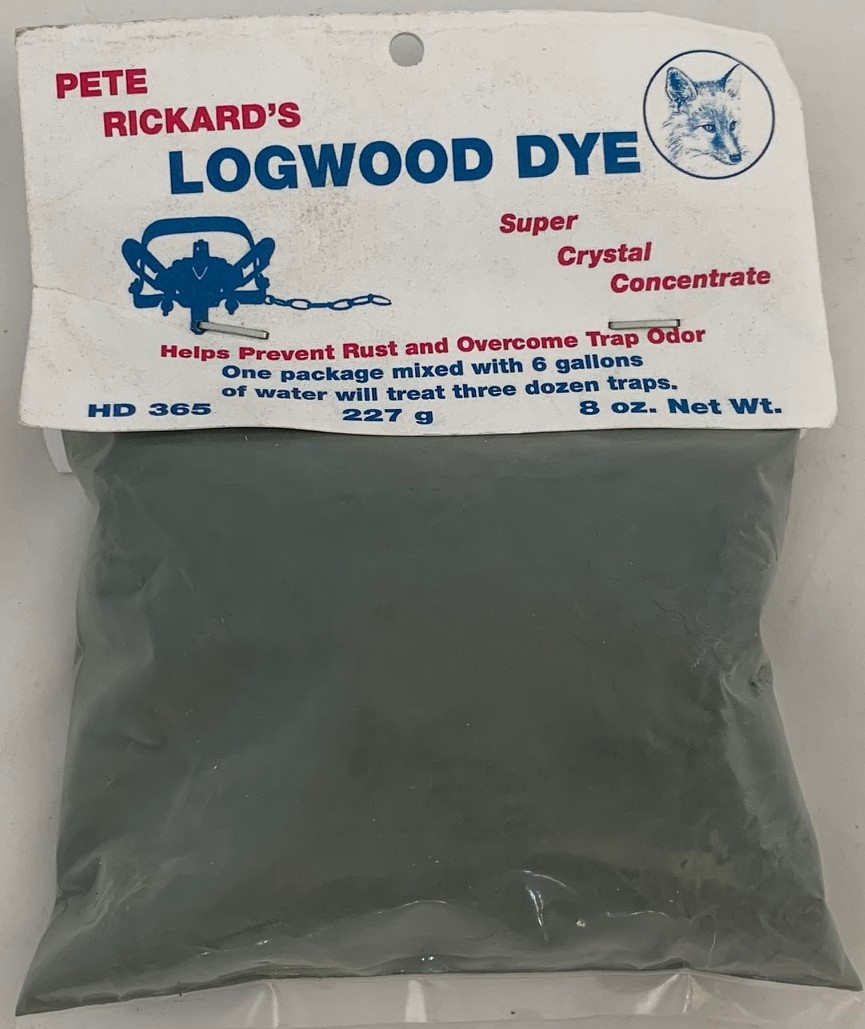 PETE
RICKARD'S
LOGWOOD DYE
Super
Crystal
Concentrate
Helps Prevent Rust and Overcome Trap Odor
One package mixed with 6 gallons
of water will treat three dozen traps.
HD 365 227 g 8 oz. Net Wt.